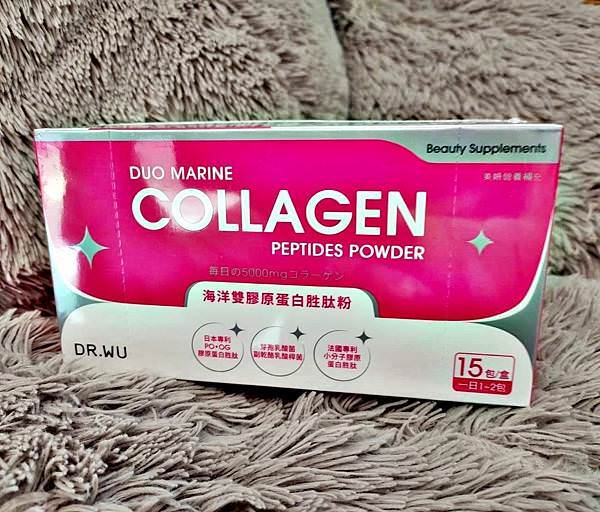 Beauty Supplements
美妍營養補充
DUO MARINE
COLLAGEN
PEPTIDES POWDER
毎日の5000mgコラーゲン
海洋雙膠原蛋白胜肽粉
DR.WU
日本專利
PO•OG
膠原蛋白胜肽
芽孢乳酸菌
副乾酪乳酸桿菌
法國專利
小分子膠原
蛋白胜肽
15包/盒
一日1~2包